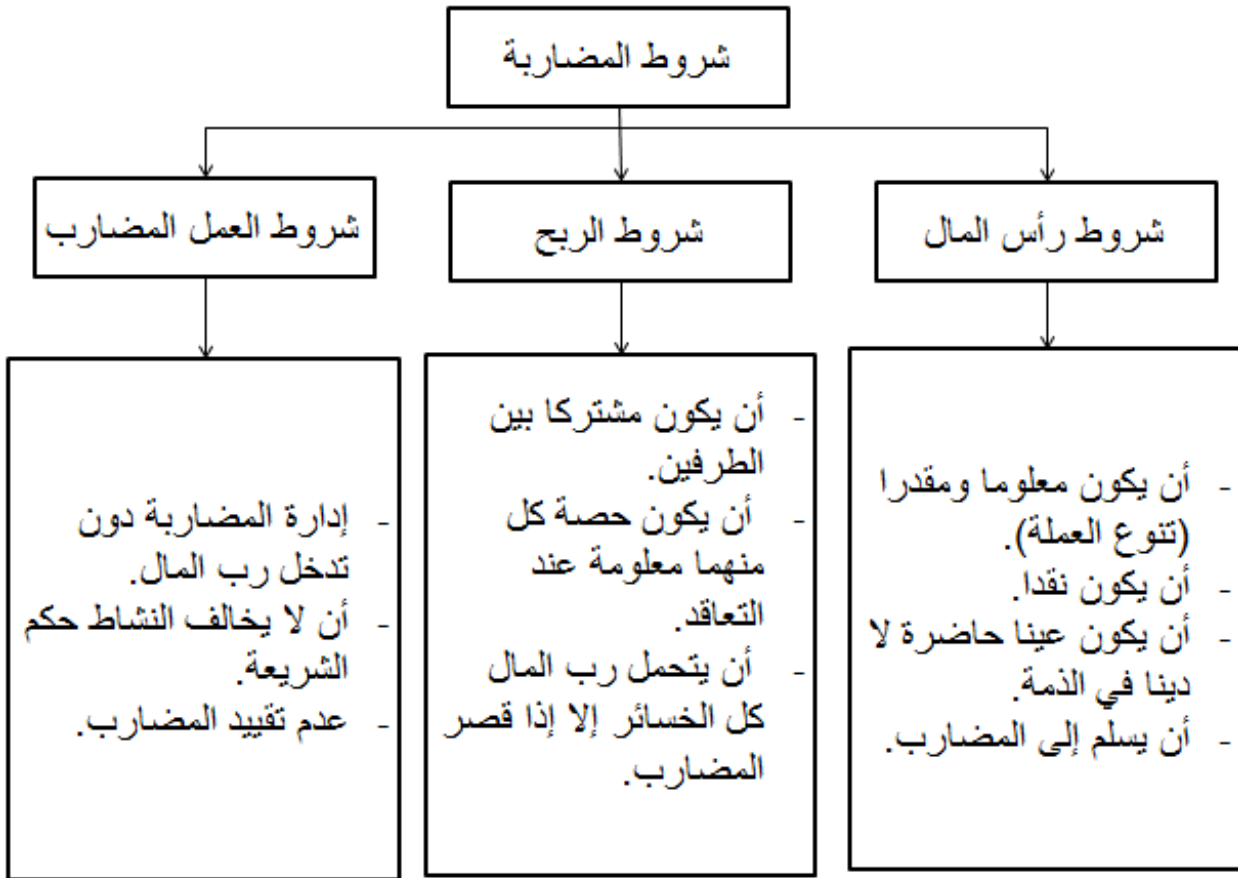 شروط المضاربة
شروط رأس المال
شروط الربح
شروط العمل المضارب
- أن يكون معلوما ومقدرا
(تنوع العملة).
- أن يكون نقدا.
- أن يكون عينا حاضرة لا
دينا في الذمة.
- أن يسلم إلى المضارب.
- أن يكون مشتركا بين
الطرفين.
- أن يكون حصة كل
منهما معلومة عند
التعاقد.
- أن يتحمل رب المال
كل الخسائر إلا إذا قصر
المضارب.
- إدارة المضاربة دون
تدخل رب المال.
- أن لا يخالف النشاط حكم
الشريعة.
- عدم تقييد المضارب.